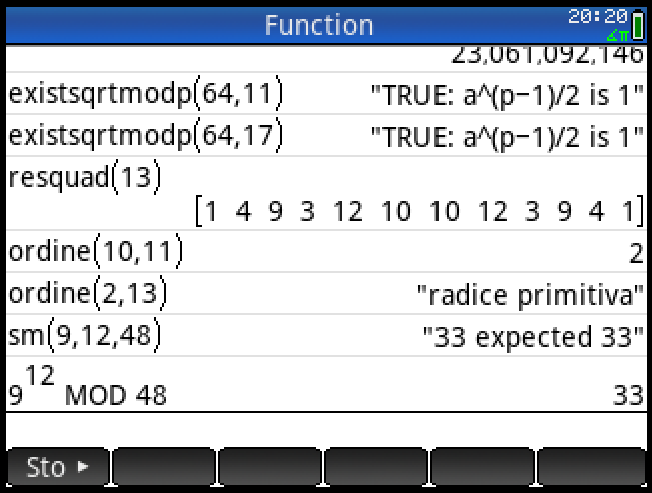 Function
20:20
∡π
23,061,092,146
existsqrtmodp(64,11)
"TRUE: a^(p−1)/2 is 1"
existsqrtmodp(64,17)
"TRUE: a^(p−1)/2 is 1"
resquad(13)
[1 4 9 3 12 10 10 12 3 9 4 1]
ordine(10,11)
2
ordine(2,13)
"radice primitiva"
sm(9,12,48)
"33 expected 33"
9^12 MOD 48
33
Sto ▶